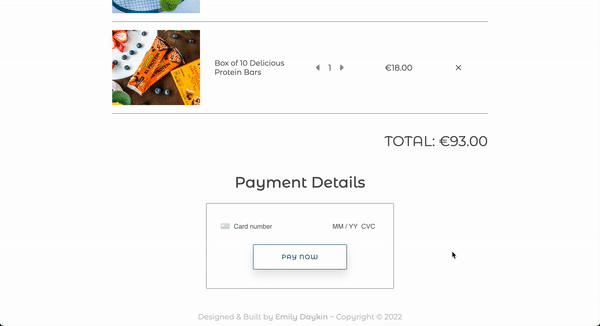 Box of 10 Delicious
Protein Bars
1
€18.00
TOTAL: €93.00
Payment Details
Card number
MM / YY CVC
PAY NOW
Designed & Built by Emily Daykin ~ Copyright © 2022